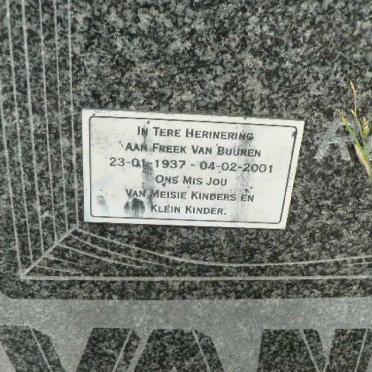 In Tere Herinering
aan Freek Van Buuren
23-01-1937 - 04-02-2001
Ons Mis Jou
Van Meisie Kinders en
Klein Kinder.
VAN